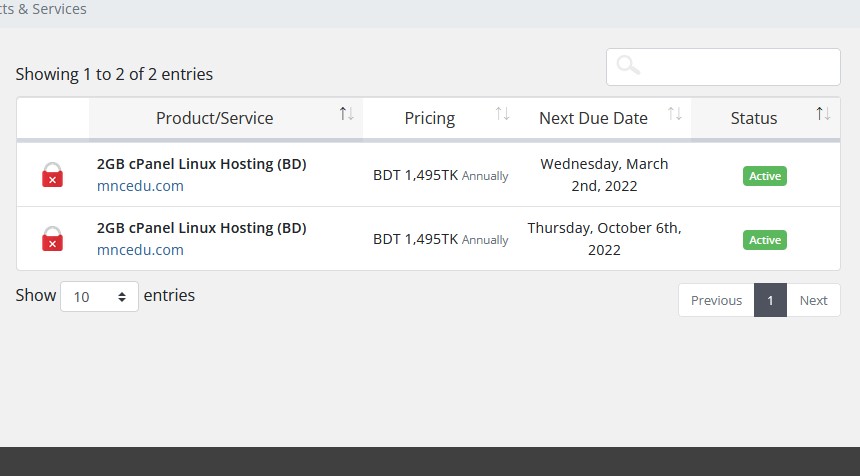 cts & Services
Showing 1 to 2 of 2 entries
Product/Service Pricing Next Due Date Status
2GB cPanel Linux Hosting (BD)
mncedu.com
BDT 1,495TK Annually
Wednesday, March
2nd, 2022
Active
2GB cPanel Linux Hosting (BD)
mncedu.com
BDT 1,495TK Annually
Thursday, October 6th,
2022
Active
Show 10 entries
Previous 1 Next